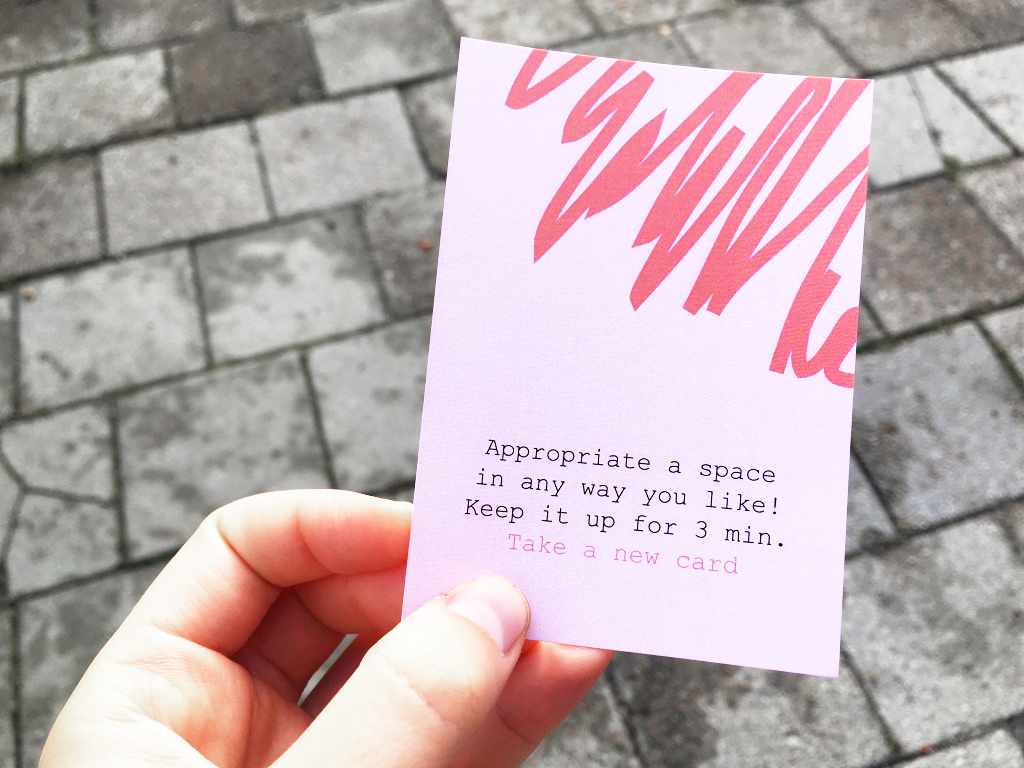 Appropriate a space
in any way you like!
Keep it up for 3 min.
Take a new card